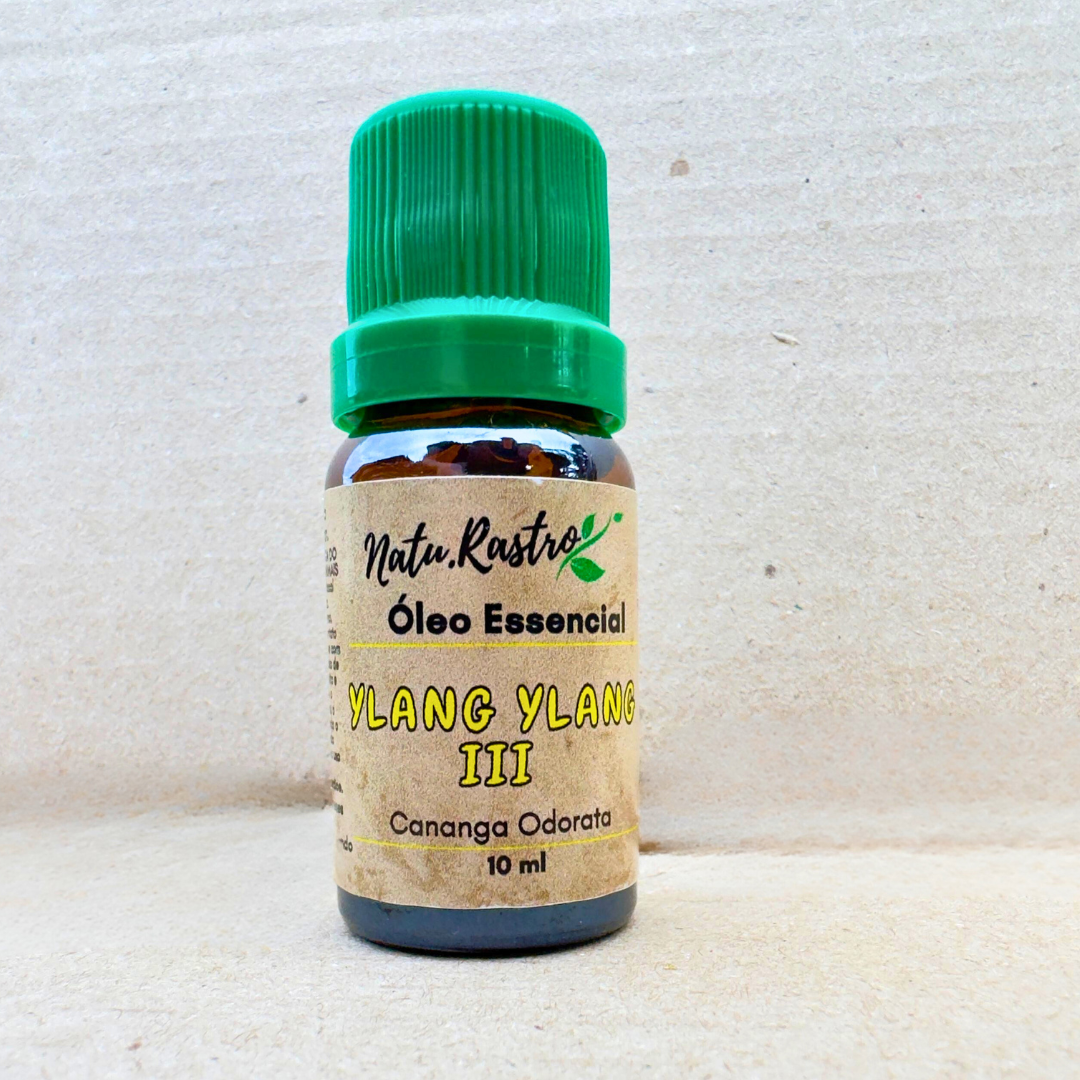 Natu.Rastro
Óleo Essencial
YLANG YLANG
III
Cananga Odorata
10 ml